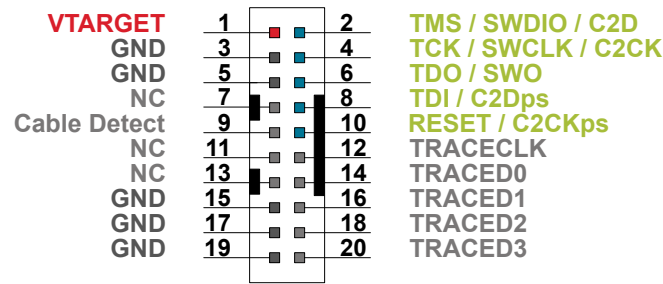 VTARGET 1 2 TMS / SWDIO / C2D
GND 3 4 TCK / SWCLK / C2CK
GND 5 6 TDO / SWO
NC 7 8 TDI / C2Dps
Cable Detect 9 10 RESET / C2CKps
NC 11 12 TRACECLK
NC 13 14 TRACED0
GND 15 16 TRACED1
GND 17 18 TRACED2
GND 19 20 TRACED3